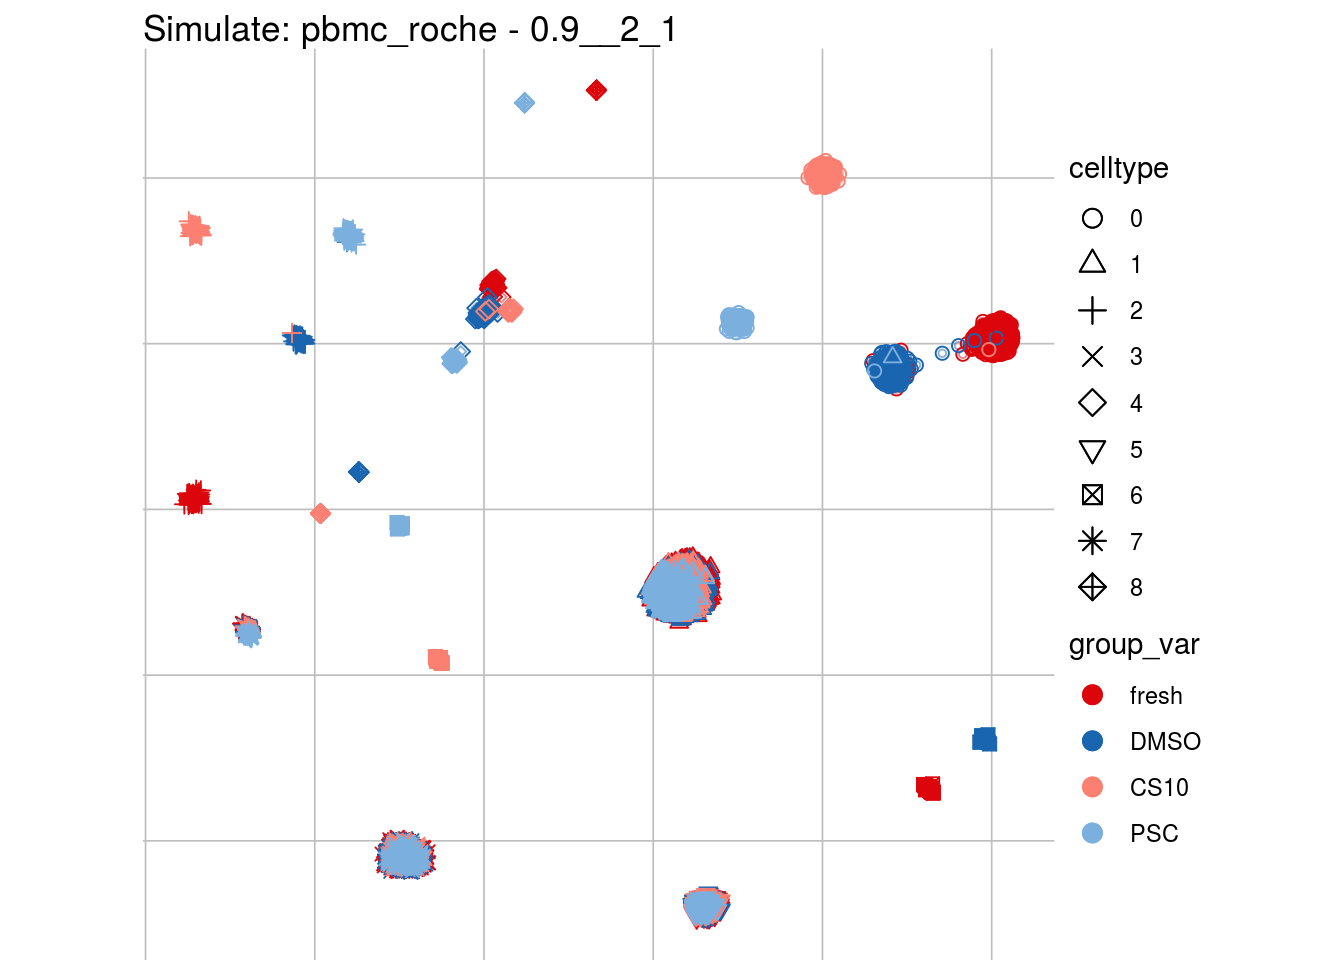 Simulate: pbmc_roche - 0.9__2_1
celltype
0
1
2
3
4
5
6
7
8
group_var
fresh
DMSO
CS10
PSC